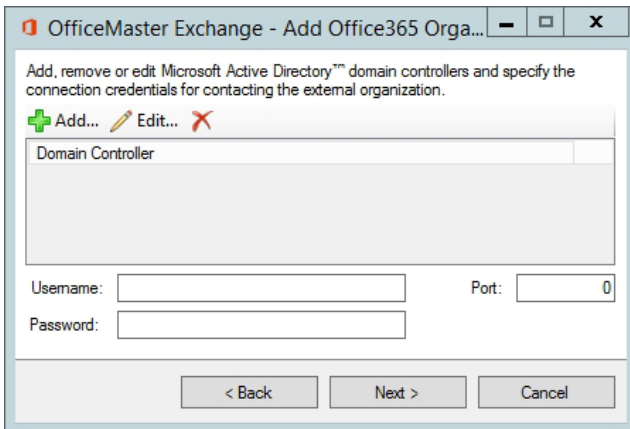 OfficeMaster Exchange - Add Office365 Orga...
Add, remove or edit Microsoft Active Directory™ domain controllers and specify the
connection credentials for contacting the external organization.
Add... Edit...
Domain Controller
Username: Port: 0
Password:
< Back Next > Cancel